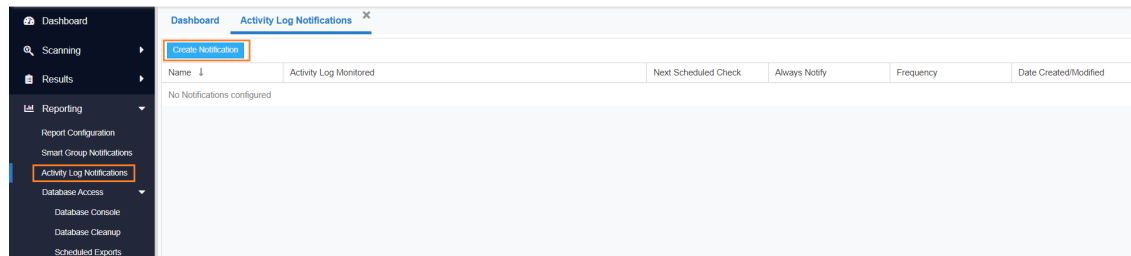 Dashboard
Scanning
Results
Reporting
Report Configuration
Smart Group Notifications
Activity Log Notifications
Database Access
Database Console
Database Cleanup
Scheduled Exports
Dashboard Activity Log Notifications
Create Notification
Name Activity Log Monitored Next Scheduled Check Always Notify Frequency Date Created/Modified
No Notifications configured